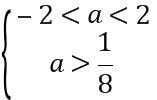 – 2 < a < 2
a > 1/8